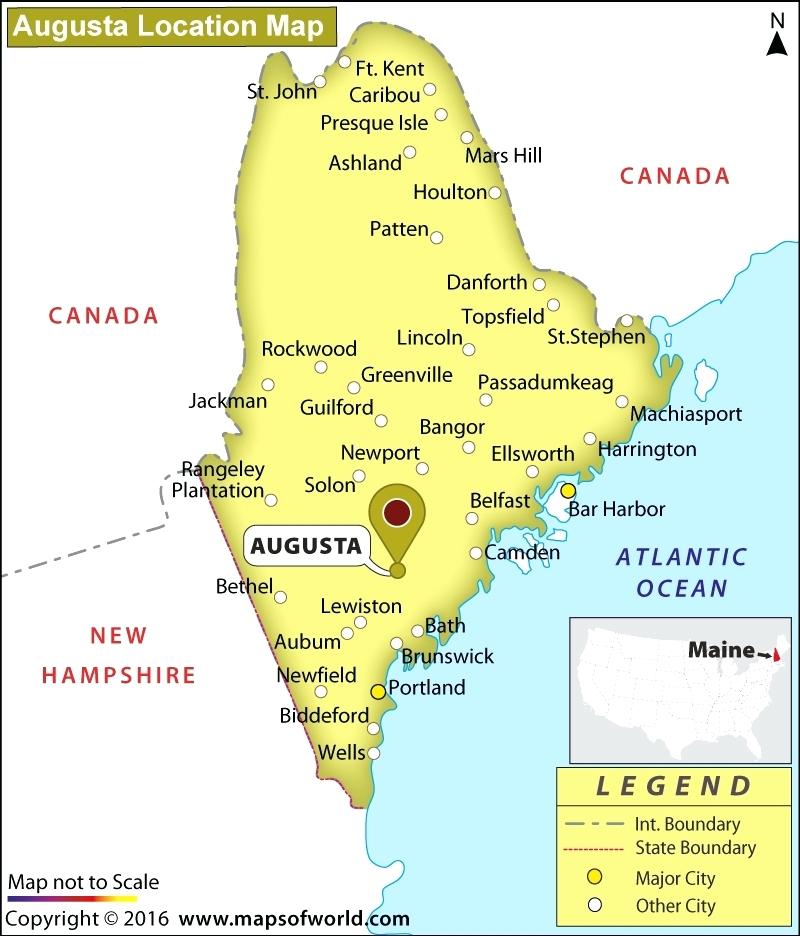 Augusta Location Map
N
Ft. Kent
St. John
Caribou
Presque Isle
Mars Hill
Ashland
CANADA
Houlton
Patten
Danforth
CANADA
Topsfield
St.Stephen
Lincoln
Rockwood
Greenville
Passadumkeag
Jackman
Guilford
Machiasport
Bangor
Harrington
Newport
Ellsworth
Rangeley
Plantation
Solon
Belfast
Bar Harbor
AUGUSTA
Camden
ATLANTIC
OCEAN
Bethel
Lewiston
Bath
NEW
HAMPSHIRE
Aubum
Brunswick
Maine
Newfield
Portland
Biddeford
Wells
LEGEND
Int. Boundary
State Boundary
Major City
Other City
Map not to Scale
Copyright © 2016 www.mapsofworld.com